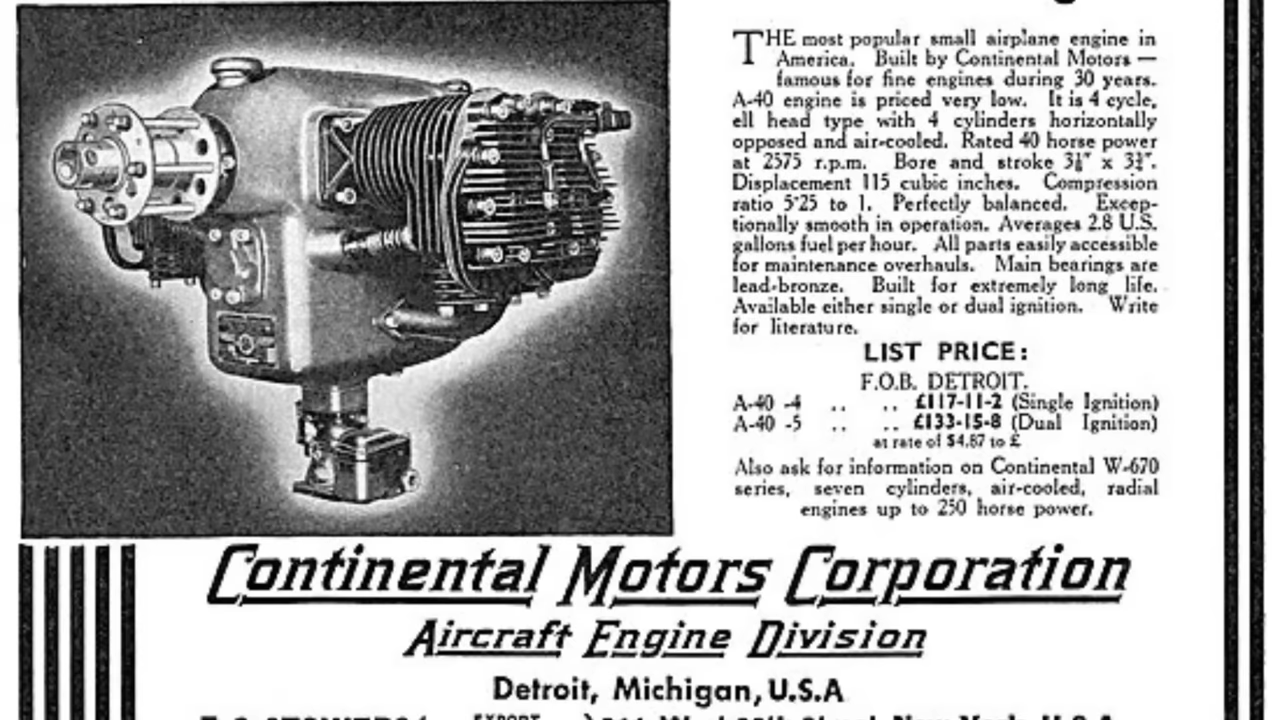 THE most popular small airplane engine in
America. Built by Continental Motors —
famous for fine engines during 30 years.
A-40 engine is priced very low. It is 4 cycle,
ell head type with 4 cylinders horizontally
opposed and air-cooled. Rated 40 horse power
at 2575 r.p.m. Bore and stroke 3⅛" x 3¾".
Displacement 115 cubic inches. Compression
ratio 5·25 to 1. Perfectly balanced. Excep-
tionally smooth in operation. Averages 2.8 U.S.
gallons fuel per hour. All parts easily accessible
for maintenance overhauls. Main bearings are
lead-bronze. Built for extremely long life.
Available either single or dual ignition. Write
for literature.
LIST PRICE:
F.O.B. DETROIT.
A-40 -4 .. .. £117-11-2 (Single Ignition)
A-40 -5 .. .. £133-15-8 (Dual Ignition)
at rate of $4.87 to £
Also ask for information on Continental W-670
series, seven cylinders, air-cooled, radial
engines up to 250 horse power.
Continental Motors Corporation
Aircraft Engine Division
Detroit, Michigan, U.S.A